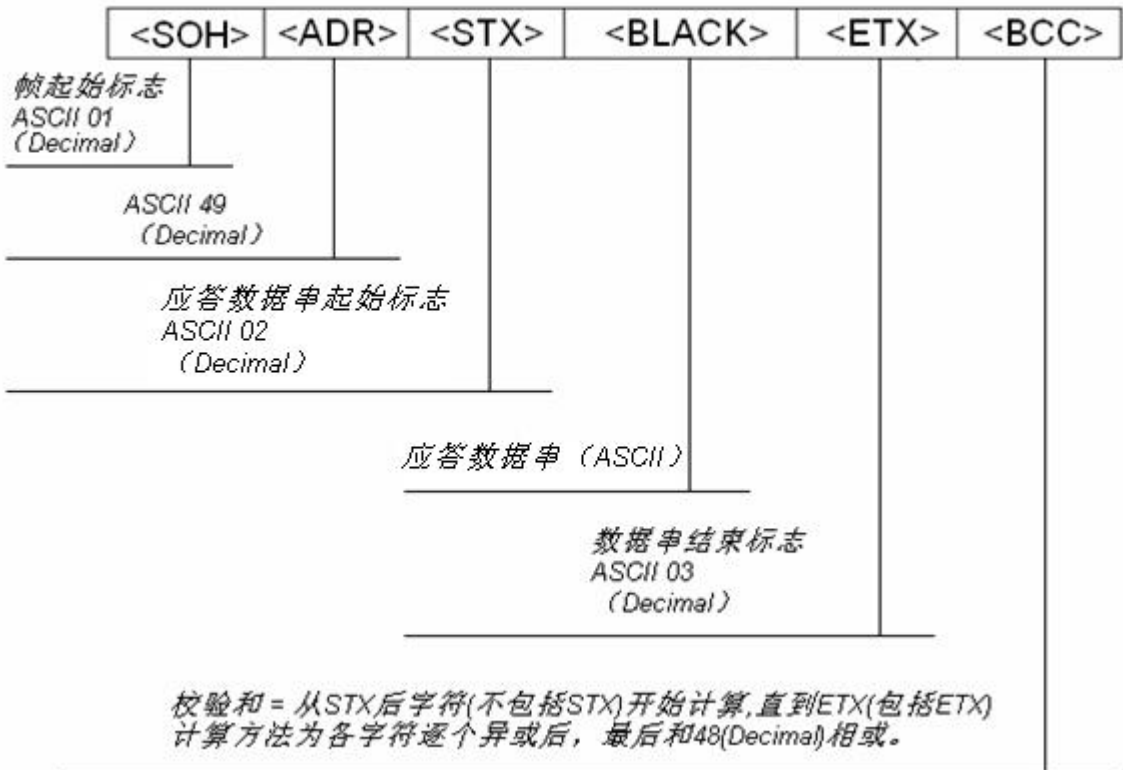 <SOH> <ADR> <STX> <BLACK> <ETX> <BCC>
帧起始标志
ASCII 01
（Decimal）
ASCII 49
（Decimal）
应答数据串起始标志
ASCII 02
（Decimal）
应答数据串（ASCII）
数据串结束标志
ASCII 03
（Decimal）
校验和 = 从STX后字符(不包括STX)开始计算,直到ETX(包括ETX)
计算方法为各字符逐个异或后，最后和48(Decimal)相或。